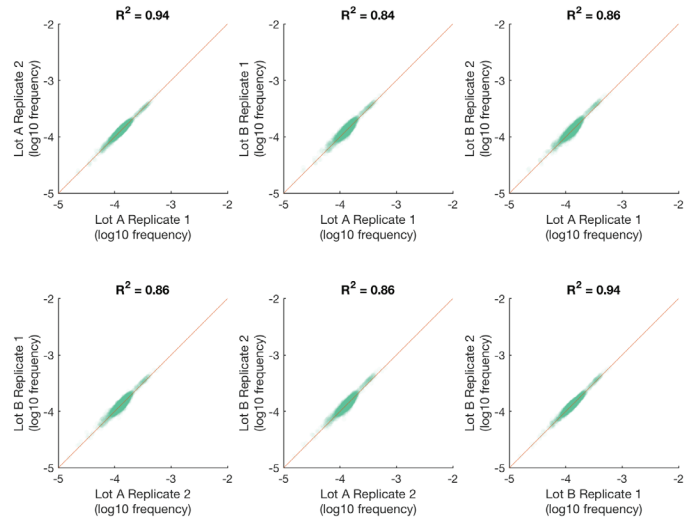 R² = 0.94
-2
-3
-4
-5
Lot A Replicate 2
(log10 frequency)
-5 -4 -3 -2
Lot A Replicate 1
(log10 frequency)
R² = 0.84
-2
-3
-4
-5
Lot B Replicate 1
(log10 frequency)
-5 -4 -3 -2
Lot A Replicate 1
(log10 frequency)
R² = 0.86
-2
-3
-4
-5
Lot B Replicate 2
(log10 frequency)
-5 -4 -3 -2
Lot A Replicate 1
(log10 frequency)
R² = 0.86
-2
-3
-4
-5
Lot B Replicate 1
(log10 frequency)
-5 -4 -3 -2
Lot A Replicate 2
(log10 frequency)
R² = 0.86
-2
-3
-4
-5
Lot B Replicate 2
(log10 frequency)
-5 -4 -3 -2
Lot A Replicate 2
(log10 frequency)
R² = 0.94
-2
-3
-4
-5
Lot B Replicate 2
(log10 frequency)
-5 -4 -3 -2
Lot B Replicate 1
(log10 frequency)